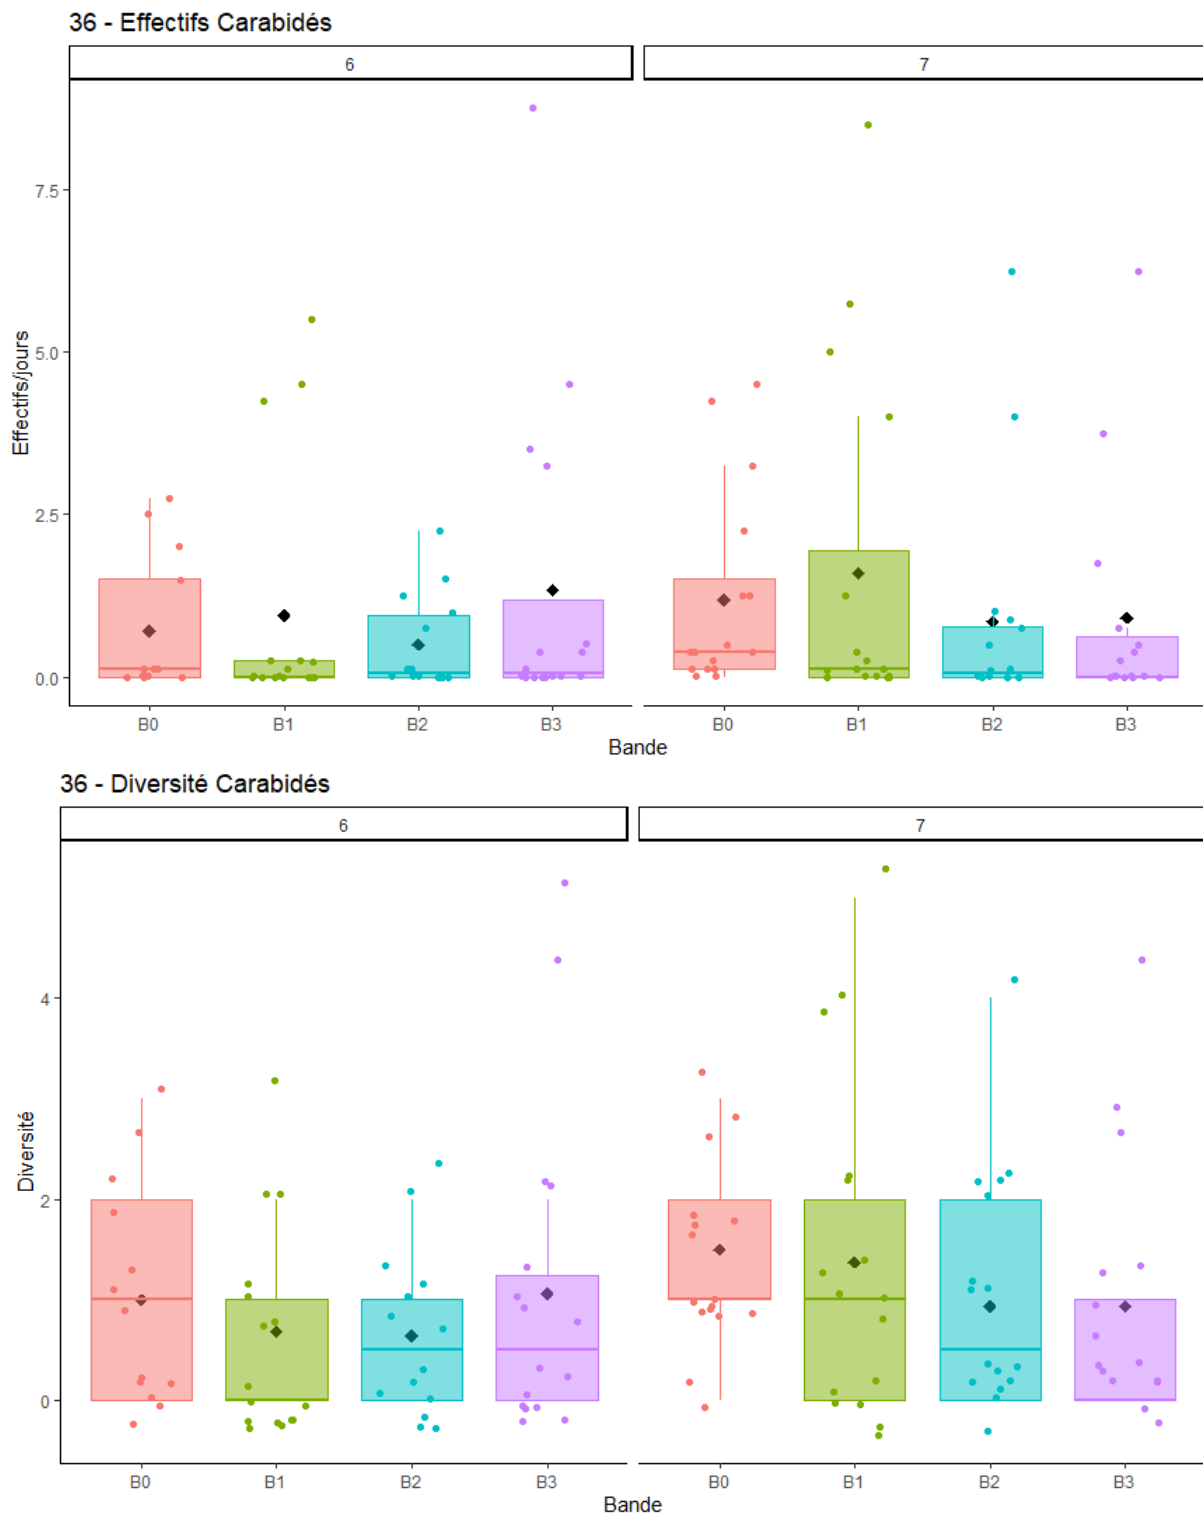 36 - Effectifs Carabidés
6 7
Effectifs/jours
7.5
5.0
2.5
0.0
B0 B1 B2 B3 B0 B1 B2 B3
Bande
36 - Diversité Carabidés
6 7
Diversité
4
2
0
B0 B1 B2 B3 B0 B1 B2 B3
Bande